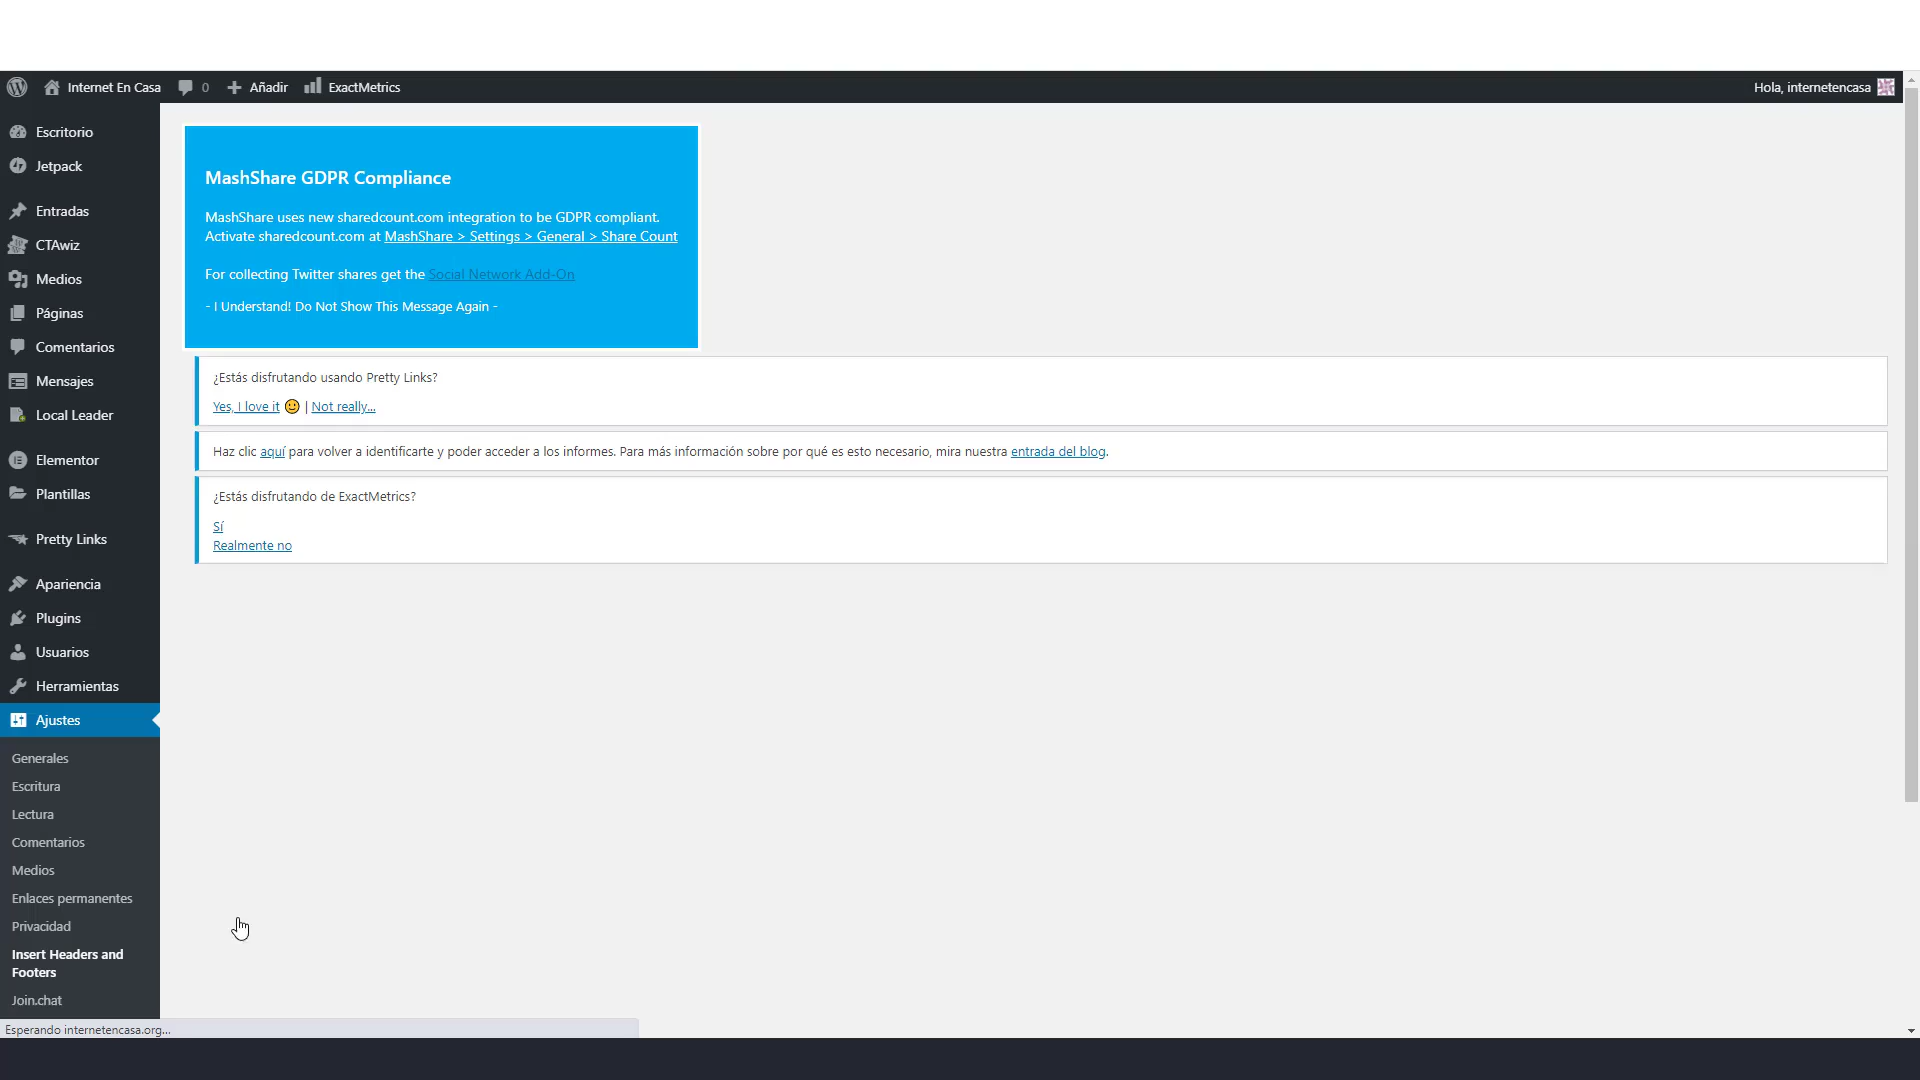 Internet En Casa
0
Añadir
ExactMetrics
Hola, internetencasa
Escritorio
Jetpack
Entradas
CTAwiz
Medios
Páginas
Comentarios
Mensajes
Local Leader
Elementor
Plantillas
Pretty Links
Apariencia
Plugins
Usuarios
Herramientas
Ajustes
Generales
Escritura
Lectura
Comentarios
Medios
Enlaces permanentes
Privacidad
Insert Headers and
Footers
Join.chat
MashShare GDPR Compliance
MashShare uses new sharedcount.com integration to be GDPR compliant.
Activate sharedcount.com at MashShare > Settings > General > Share Count
For collecting Twitter shares get the Social Network Add-On
- I Understand! Do Not Show This Message Again -
¿Estás disfrutando usando Pretty Links?
Yes, I love it 🙂 | Not really...
Haz clic aquí para volver a identificarte y poder acceder a los informes. Para más información sobre por qué es esto necesario, mira nuestra entrada del blog.
¿Estás disfrutando de ExactMetrics?
Sí
Realmente no
Esperando internetencasa.org...